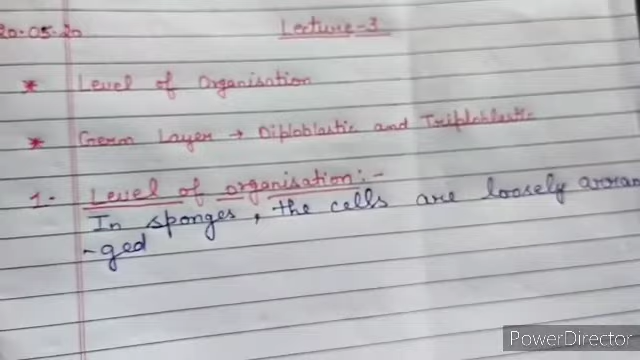 20.05.20
Lecture-3
* Level of Organisation
* Germ Layer → Diploblastic and Triploblastic
1- Level of organisation:-
In sponges, the cells are loosely arran
-ged
PowerDirector